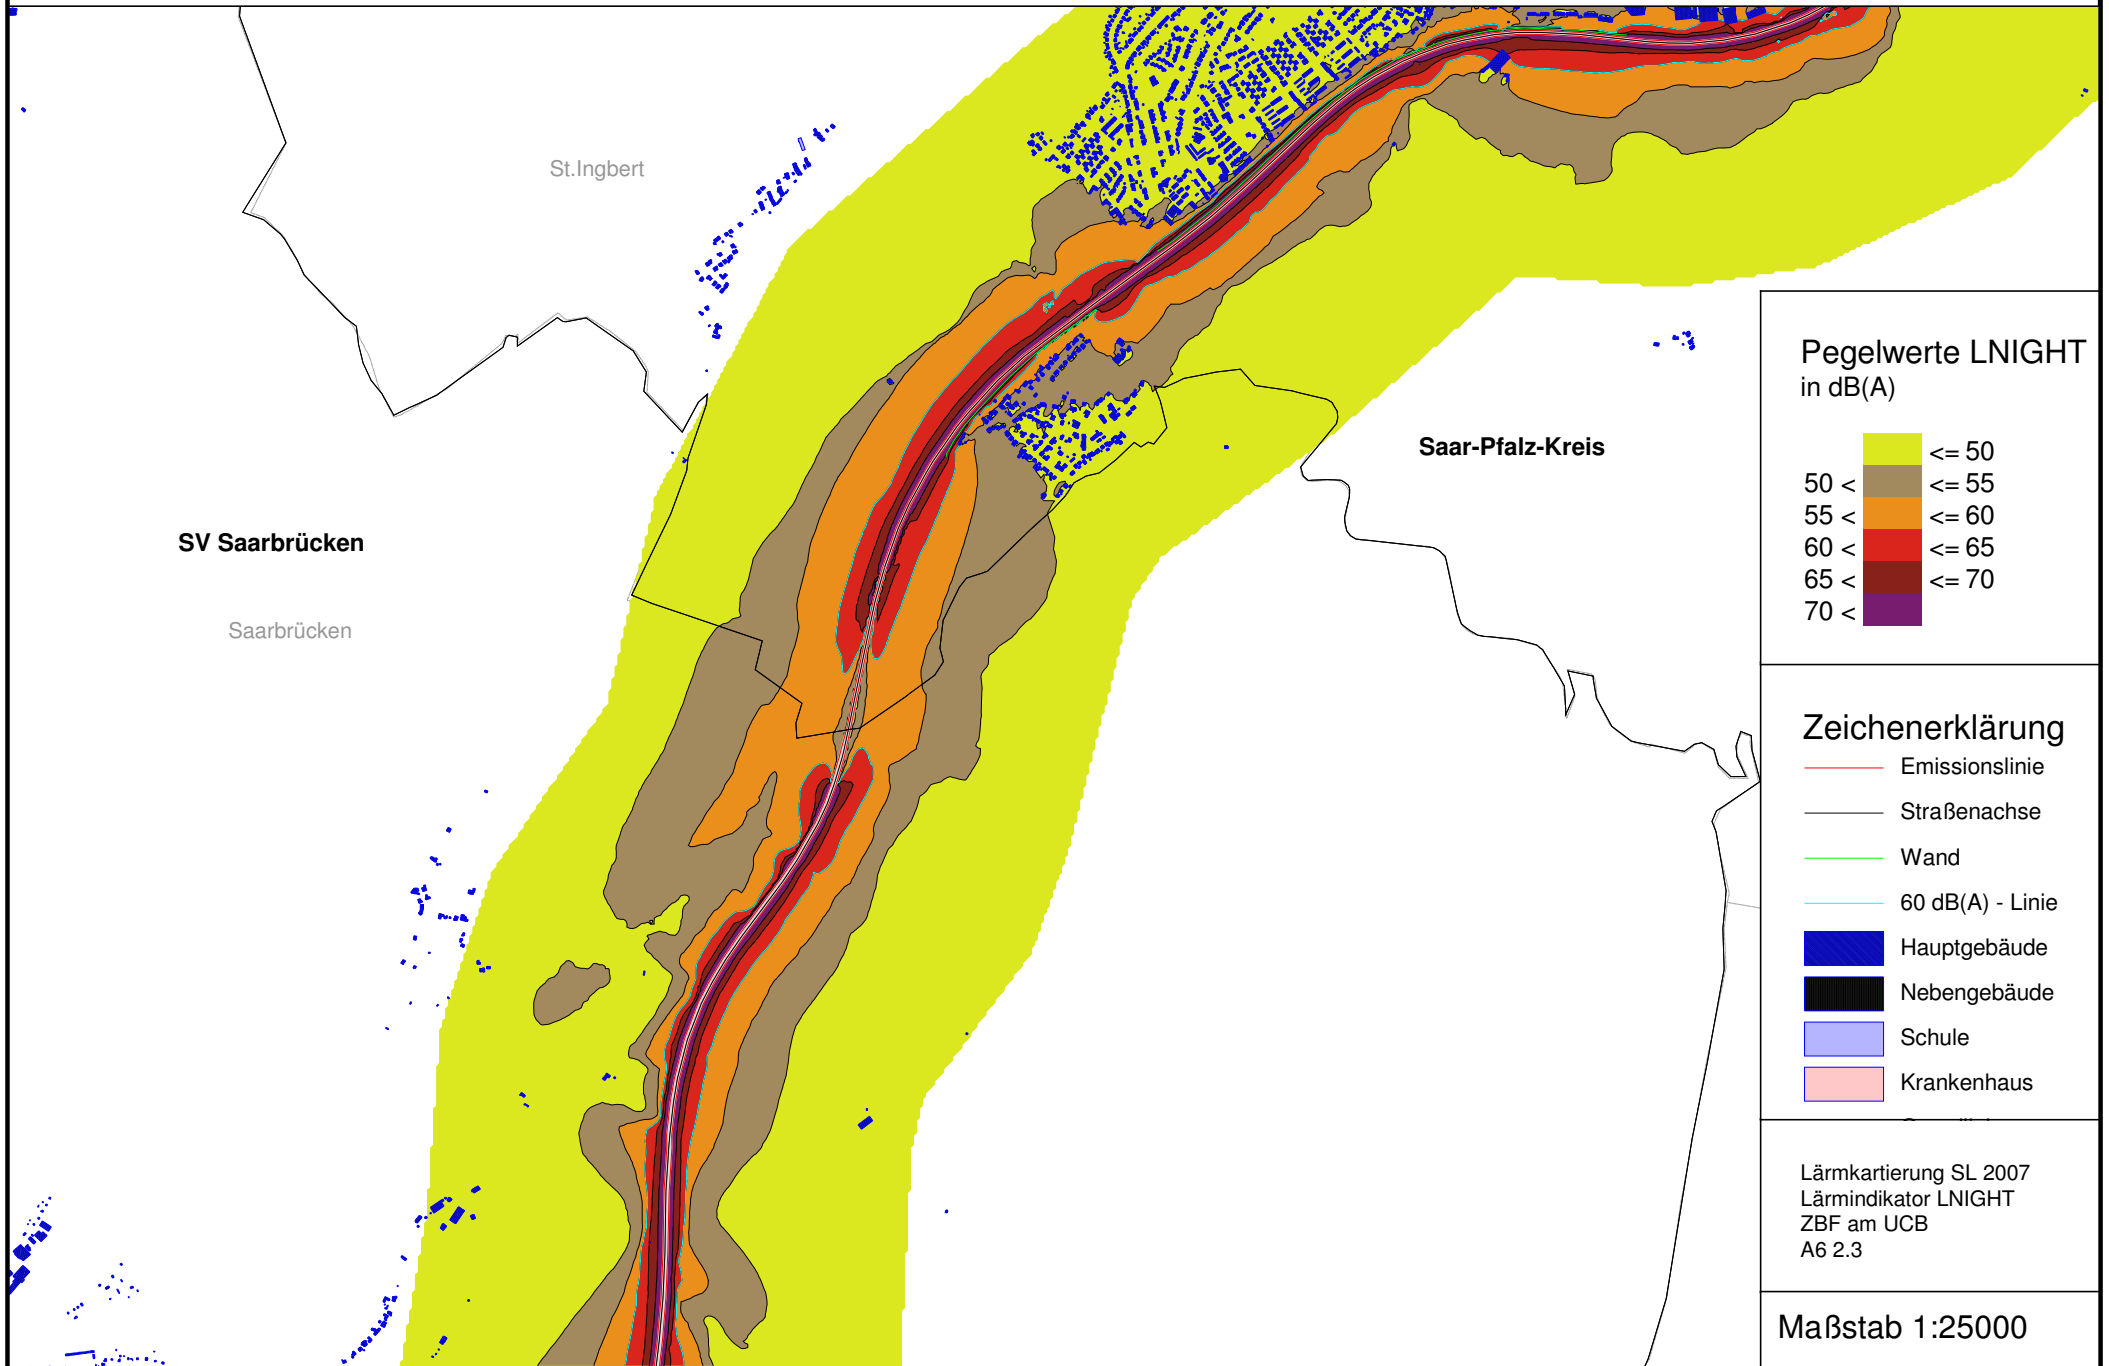 St.Ingbert
SV Saarbrücken
Saarbrücken
Saar-Pfalz-Kreis
Pegelwerte LNIGHT
in dB(A)
<= 50
50 < <= 55
55 < <= 60
60 < <= 65
65 < <= 70
70 <
Zeichenerklärung
Emissionslinie
Straßenachse
Wand
60 dB(A) - Linie
Hauptgebäude
Nebengebäude
Schule
Krankenhaus
Lärmkartierung SL 2007
Lärmindikator LNIGHT
ZBF am UCB
A6 2.3
Maßstab 1:25000